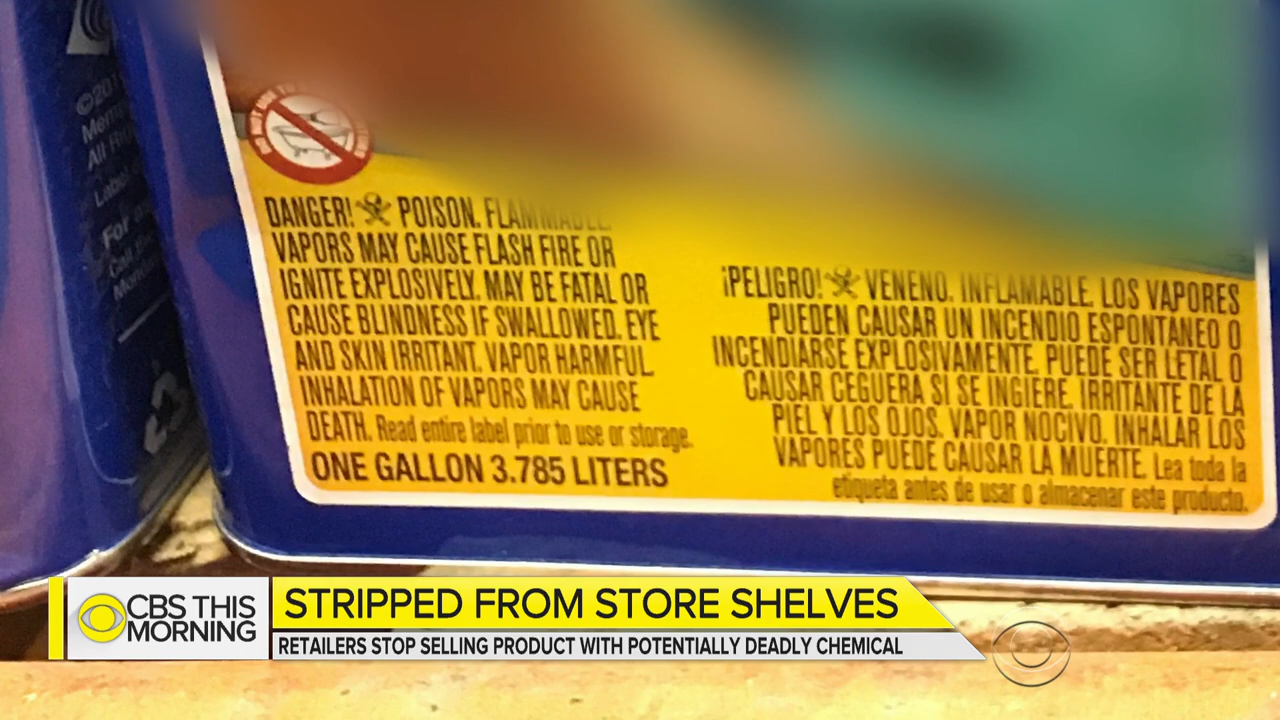 ©201
All
Label
For
DANGER! POISON. FLAMMABLE.
VAPORS MAY CAUSE FLASH FIRE OR
IGNITE EXPLOSIVELY. MAY BE FATAL OR
CAUSE BLINDNESS IF SWALLOWED. EYE
AND SKIN IRRITANT. VAPOR HARMFUL.
INHALATION OF VAPORS MAY CAUSE
DEATH. Read entire label prior to use or storage.
ONE GALLON 3.785 LITERS
¡PELIGRO! VENENO. INFLAMABLE. LOS VAPORES
PUEDEN CAUSAR UN INCENDIO ESPONTANEO O
INCENDIARSE EXPLOSIVAMENTE. PUEDE SER LETAL O
CAUSAR CEGUERA SI SE INGIERE. IRRITANTE DE LA
PIEL Y LOS OJOS. VAPOR NOCIVO. INHALAR LOS
VAPORES PUEDE CAUSAR LA MUERTE. Lea toda la
etiqueta antes de usar o almacenar este producto.
CBS THIS
MORNING
STRIPPED FROM STORE SHELVES
RETAILERS STOP SELLING PRODUCT WITH POTENTIALLY DEADLY CHEMICAL